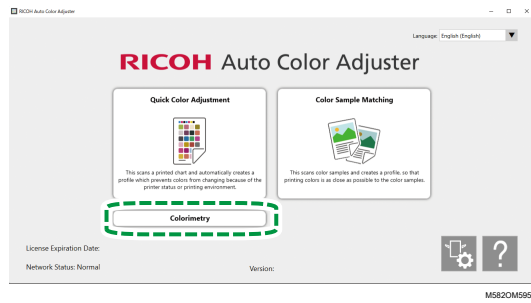 RICOH Auto Color Adjuster
Language: English (English)
RICOH Auto Color Adjuster
Quick Color Adjustment
This scans a printed chart and automatically creates a
profile which prevents colors from changing because of the
printer status or printing environment.
Color Sample Matching
This scans color samples and creates a profile, so that
printing colors is as close as possible to the color samples.
Colorimetry
License Expiration Date:
Network Status: Normal
Version:
?
M582OM595